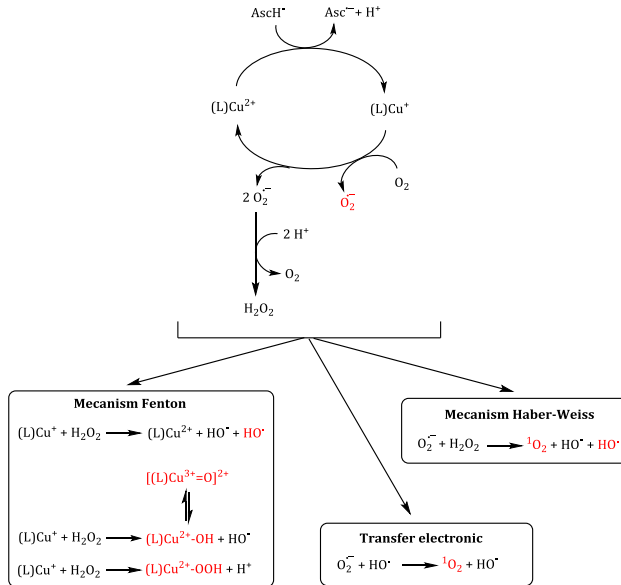 AscH⁻ Asc˙⁻ + H⁺
(L)Cu²⁺ (L)Cu⁺
O₂
2 O₂˙⁻ O₂˙⁻
2 H⁺
O₂
H₂O₂
Mecanism Fenton
(L)Cu⁺ + H₂O₂ → (L)Cu²⁺ + HO⁻ + HO˙
[(L)Cu³⁺=O]²⁺
⇌
(L)Cu⁺ + H₂O₂ → (L)Cu²⁺-OH + HO⁻
(L)Cu⁺ + H₂O₂ → (L)Cu²⁺-OOH + H⁺
Mecanism Haber-Weiss
O₂˙⁻ + H₂O₂ → ¹O₂ + HO⁻ + HO˙
Transfer electronic
O₂˙⁻ + HO˙ → ¹O₂ + HO⁻